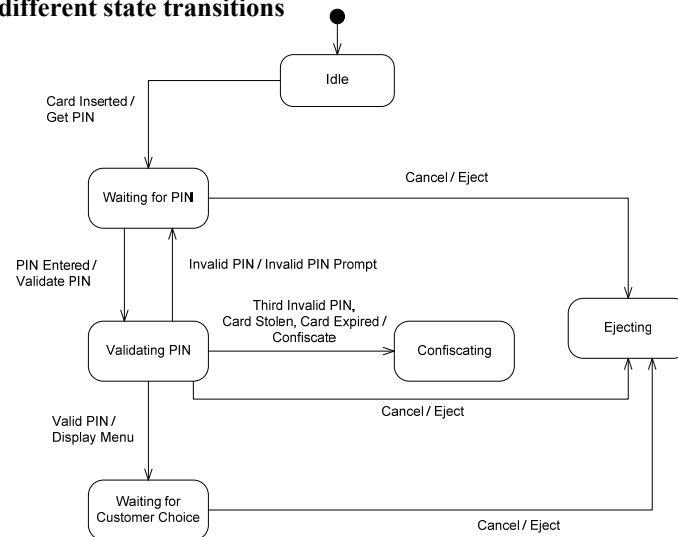 different state transitions
Idle
Card Inserted /
Get PIN
Waiting for PIN
Cancel / Eject
PIN Entered /
Validate PIN
Invalid PIN / Invalid PIN Prompt
Third Invalid PIN,
Card Stolen, Card Expired /
Confiscate
Ejecting
Validating PIN
Confiscating
Cancel / Eject
Valid PIN /
Display Menu
Waiting for
Customer Choice
Cancel / Eject